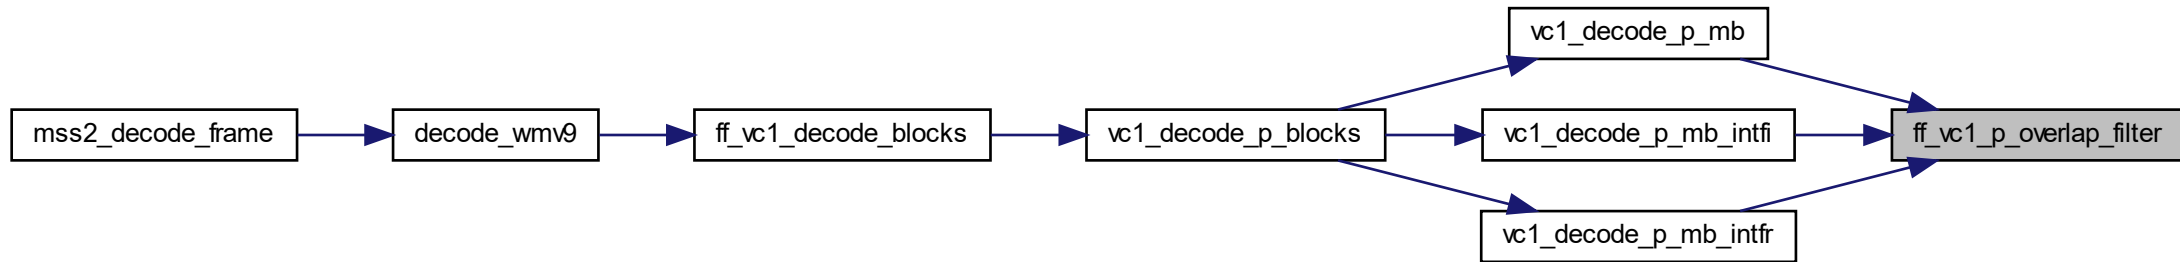 mss2_decode_frame
decode_wmv9
ff_vc1_decode_blocks
vc1_decode_p_blocks
vc1_decode_p_mb
vc1_decode_p_mb_intfi
vc1_decode_p_mb_intfr
ff_vc1_p_overlap_filter